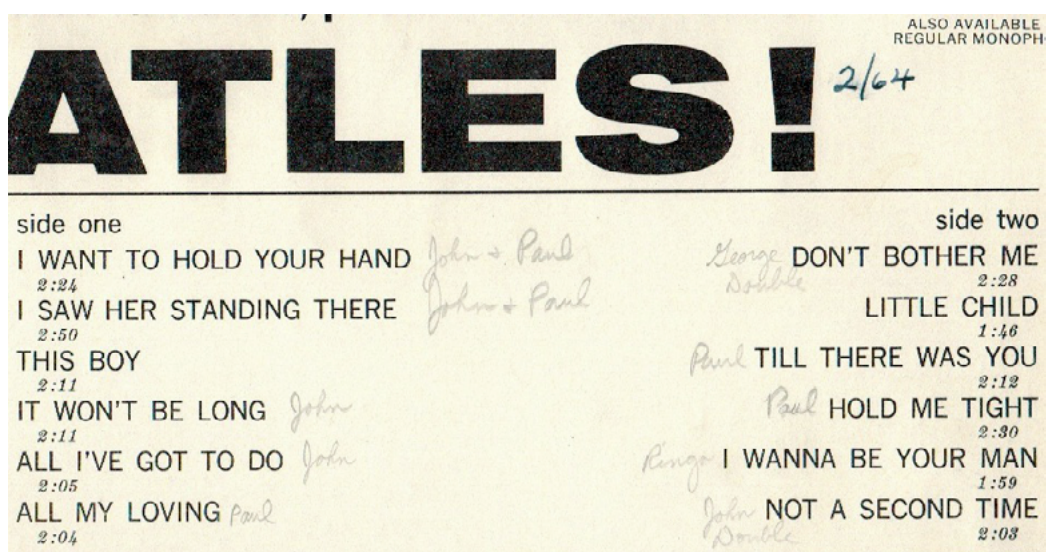 ALSO AVAILABLE
REGULAR MONOPH
ATLES!
2/64
side one
I WANT TO HOLD YOUR HAND John + Paul
2:24
I SAW HER STANDING THERE John + Paul
2:50
THIS BOY
2:11
IT WON'T BE LONG John
2:11
ALL I'VE GOT TO DO John
2:05
ALL MY LOVING Paul
2:04
side two
George DON'T BOTHER ME
Double 2:28
LITTLE CHILD
1:46
Paul TILL THERE WAS YOU
2:12
Paul HOLD ME TIGHT
2:30
Ringo I WANNA BE YOUR MAN
1:59
John NOT A SECOND TIME
Double 2:03